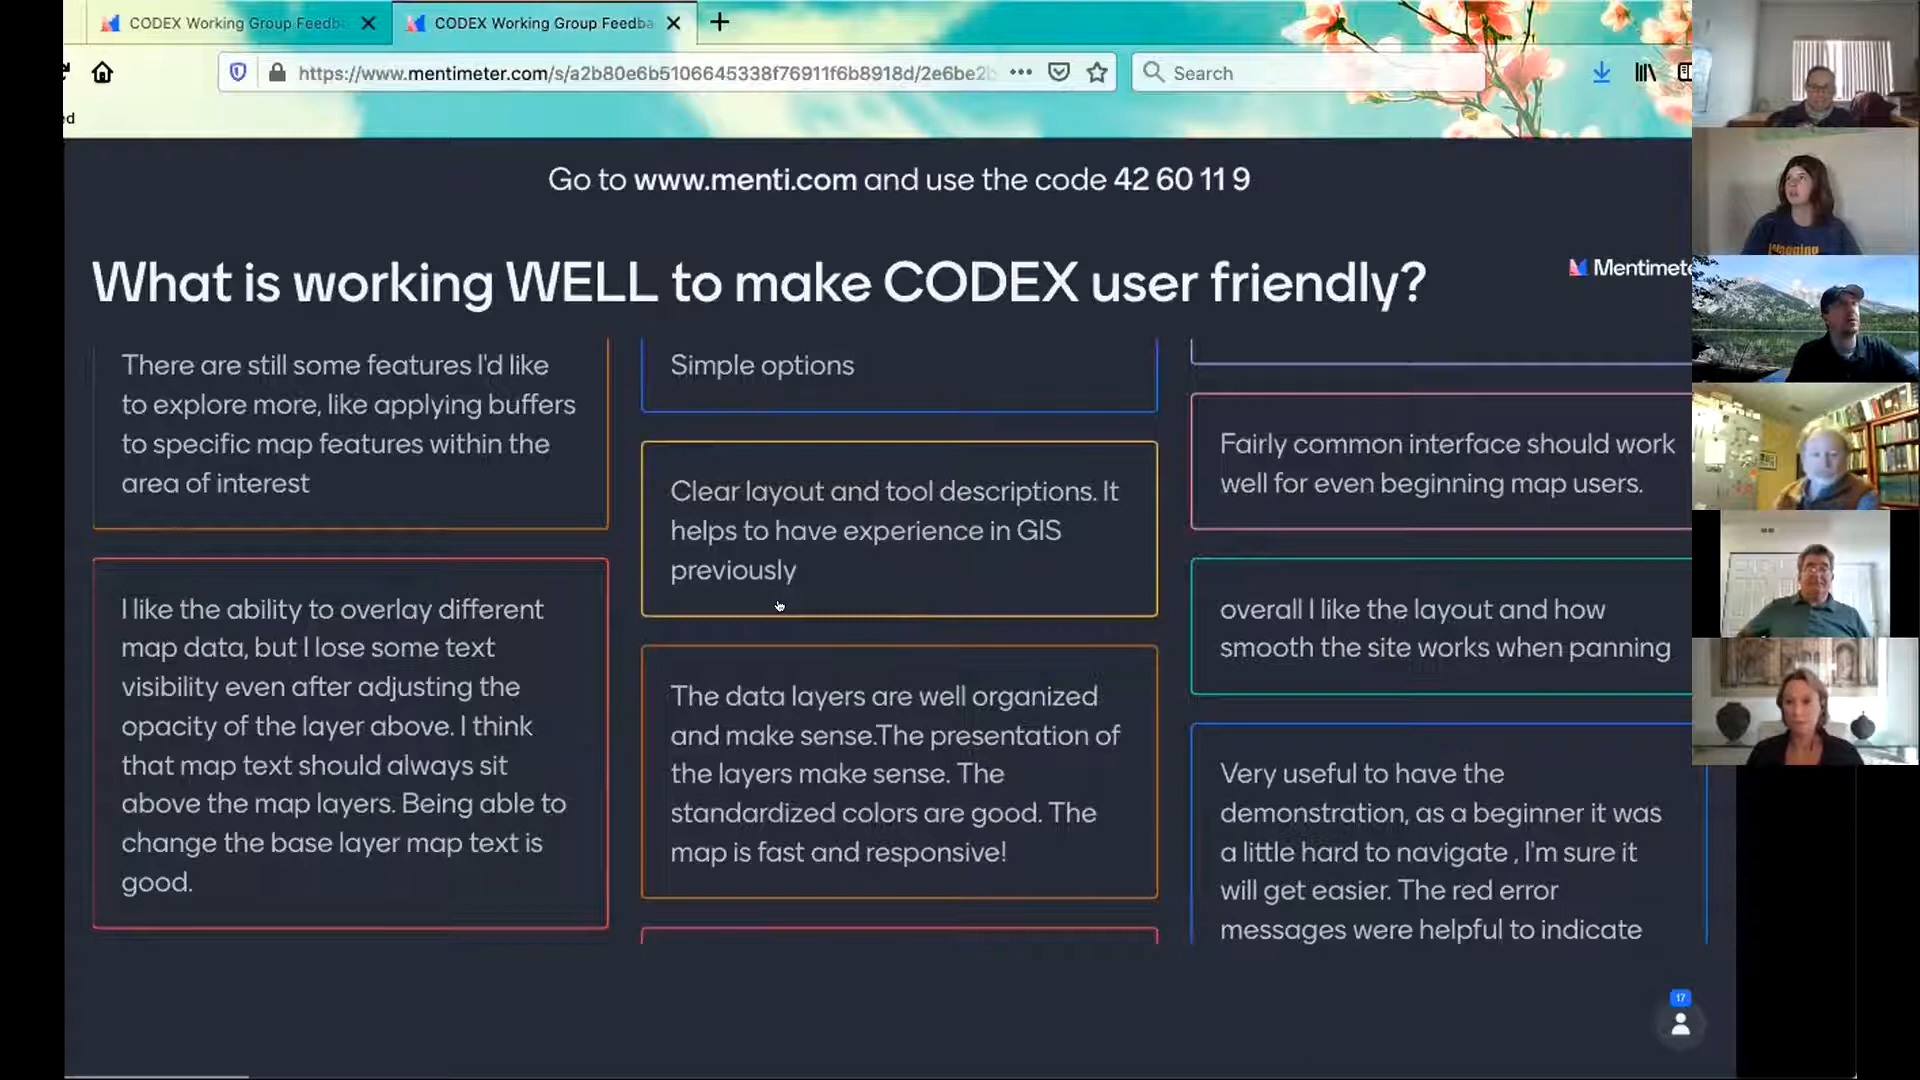 CODEX Working Group Feedb
CODEX Working Group Feedba
https://www.mentimeter.com/s/a2b80e6b5106645338f76911f6b8918d/2e6be2b
Search
ed
Go to www.menti.com and use the code 42 60 11 9
What is working WELL to make CODEX user friendly?
Mentimete
There are still some features I'd like
to explore more, like applying buffers
to specific map features within the
area of interest
I like the ability to overlay different
map data, but I lose some text
visibility even after adjusting the
opacity of the layer above. I think
that map text should always sit
above the map layers. Being able to
change the base layer map text is
good.
Simple options
Clear layout and tool descriptions. It
helps to have experience in GIS
previously
The data layers are well organized
and make sense.The presentation of
the layers make sense. The
standardized colors are good. The
map is fast and responsive!
Fairly common interface should work
well for even beginning map users.
overall I like the layout and how
smooth the site works when panning
Very useful to have the
demonstration, as a beginner it was
a little hard to navigate , I'm sure it
will get easier. The red error
messages were helpful to indicate
17